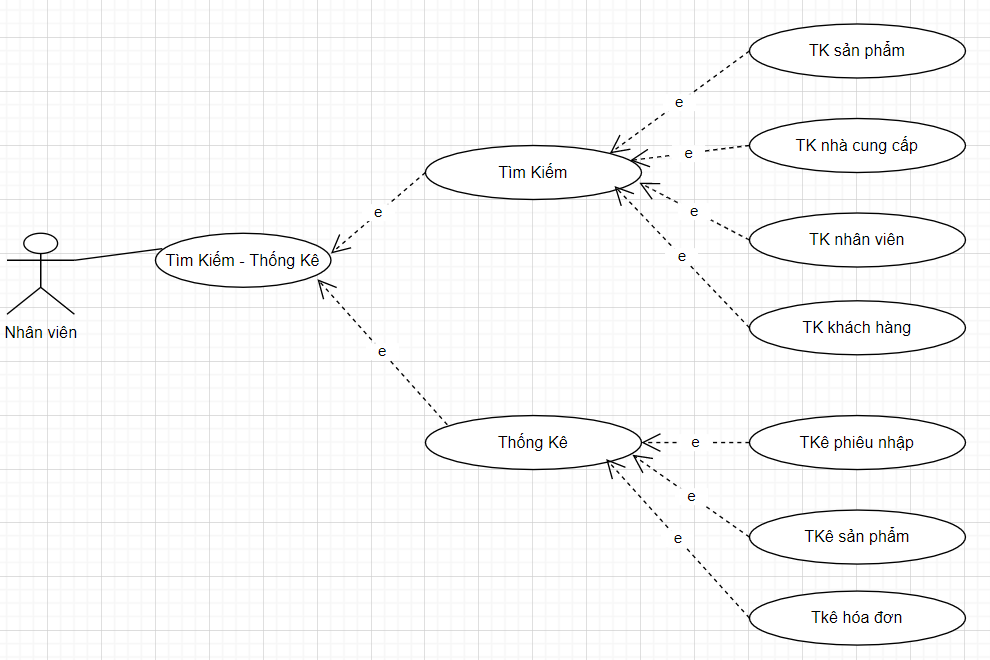 TK sản phẩm
e
TK nhà cung cấp
e
Tìm Kiếm
e
TK nhân viên
e
e
Tìm Kiếm - Thống Kê
TK khách hàng
Nhân viên
e
Thống Kê
e
TKê phiêu nhập
e
TKê sản phẩm
e
Tkê hóa đơn